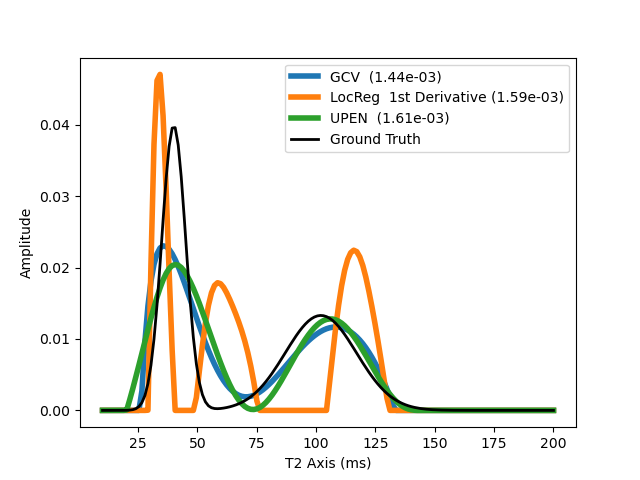 GCV (1.44e-03)
LocReg 1st Derivative (1.59e-03)
UPEN (1.61e-03)
Ground Truth
0.04
0.03
0.02
0.01
0.00
Amplitude
25 50 75 100 125 150 175 200
T2 Axis (ms)